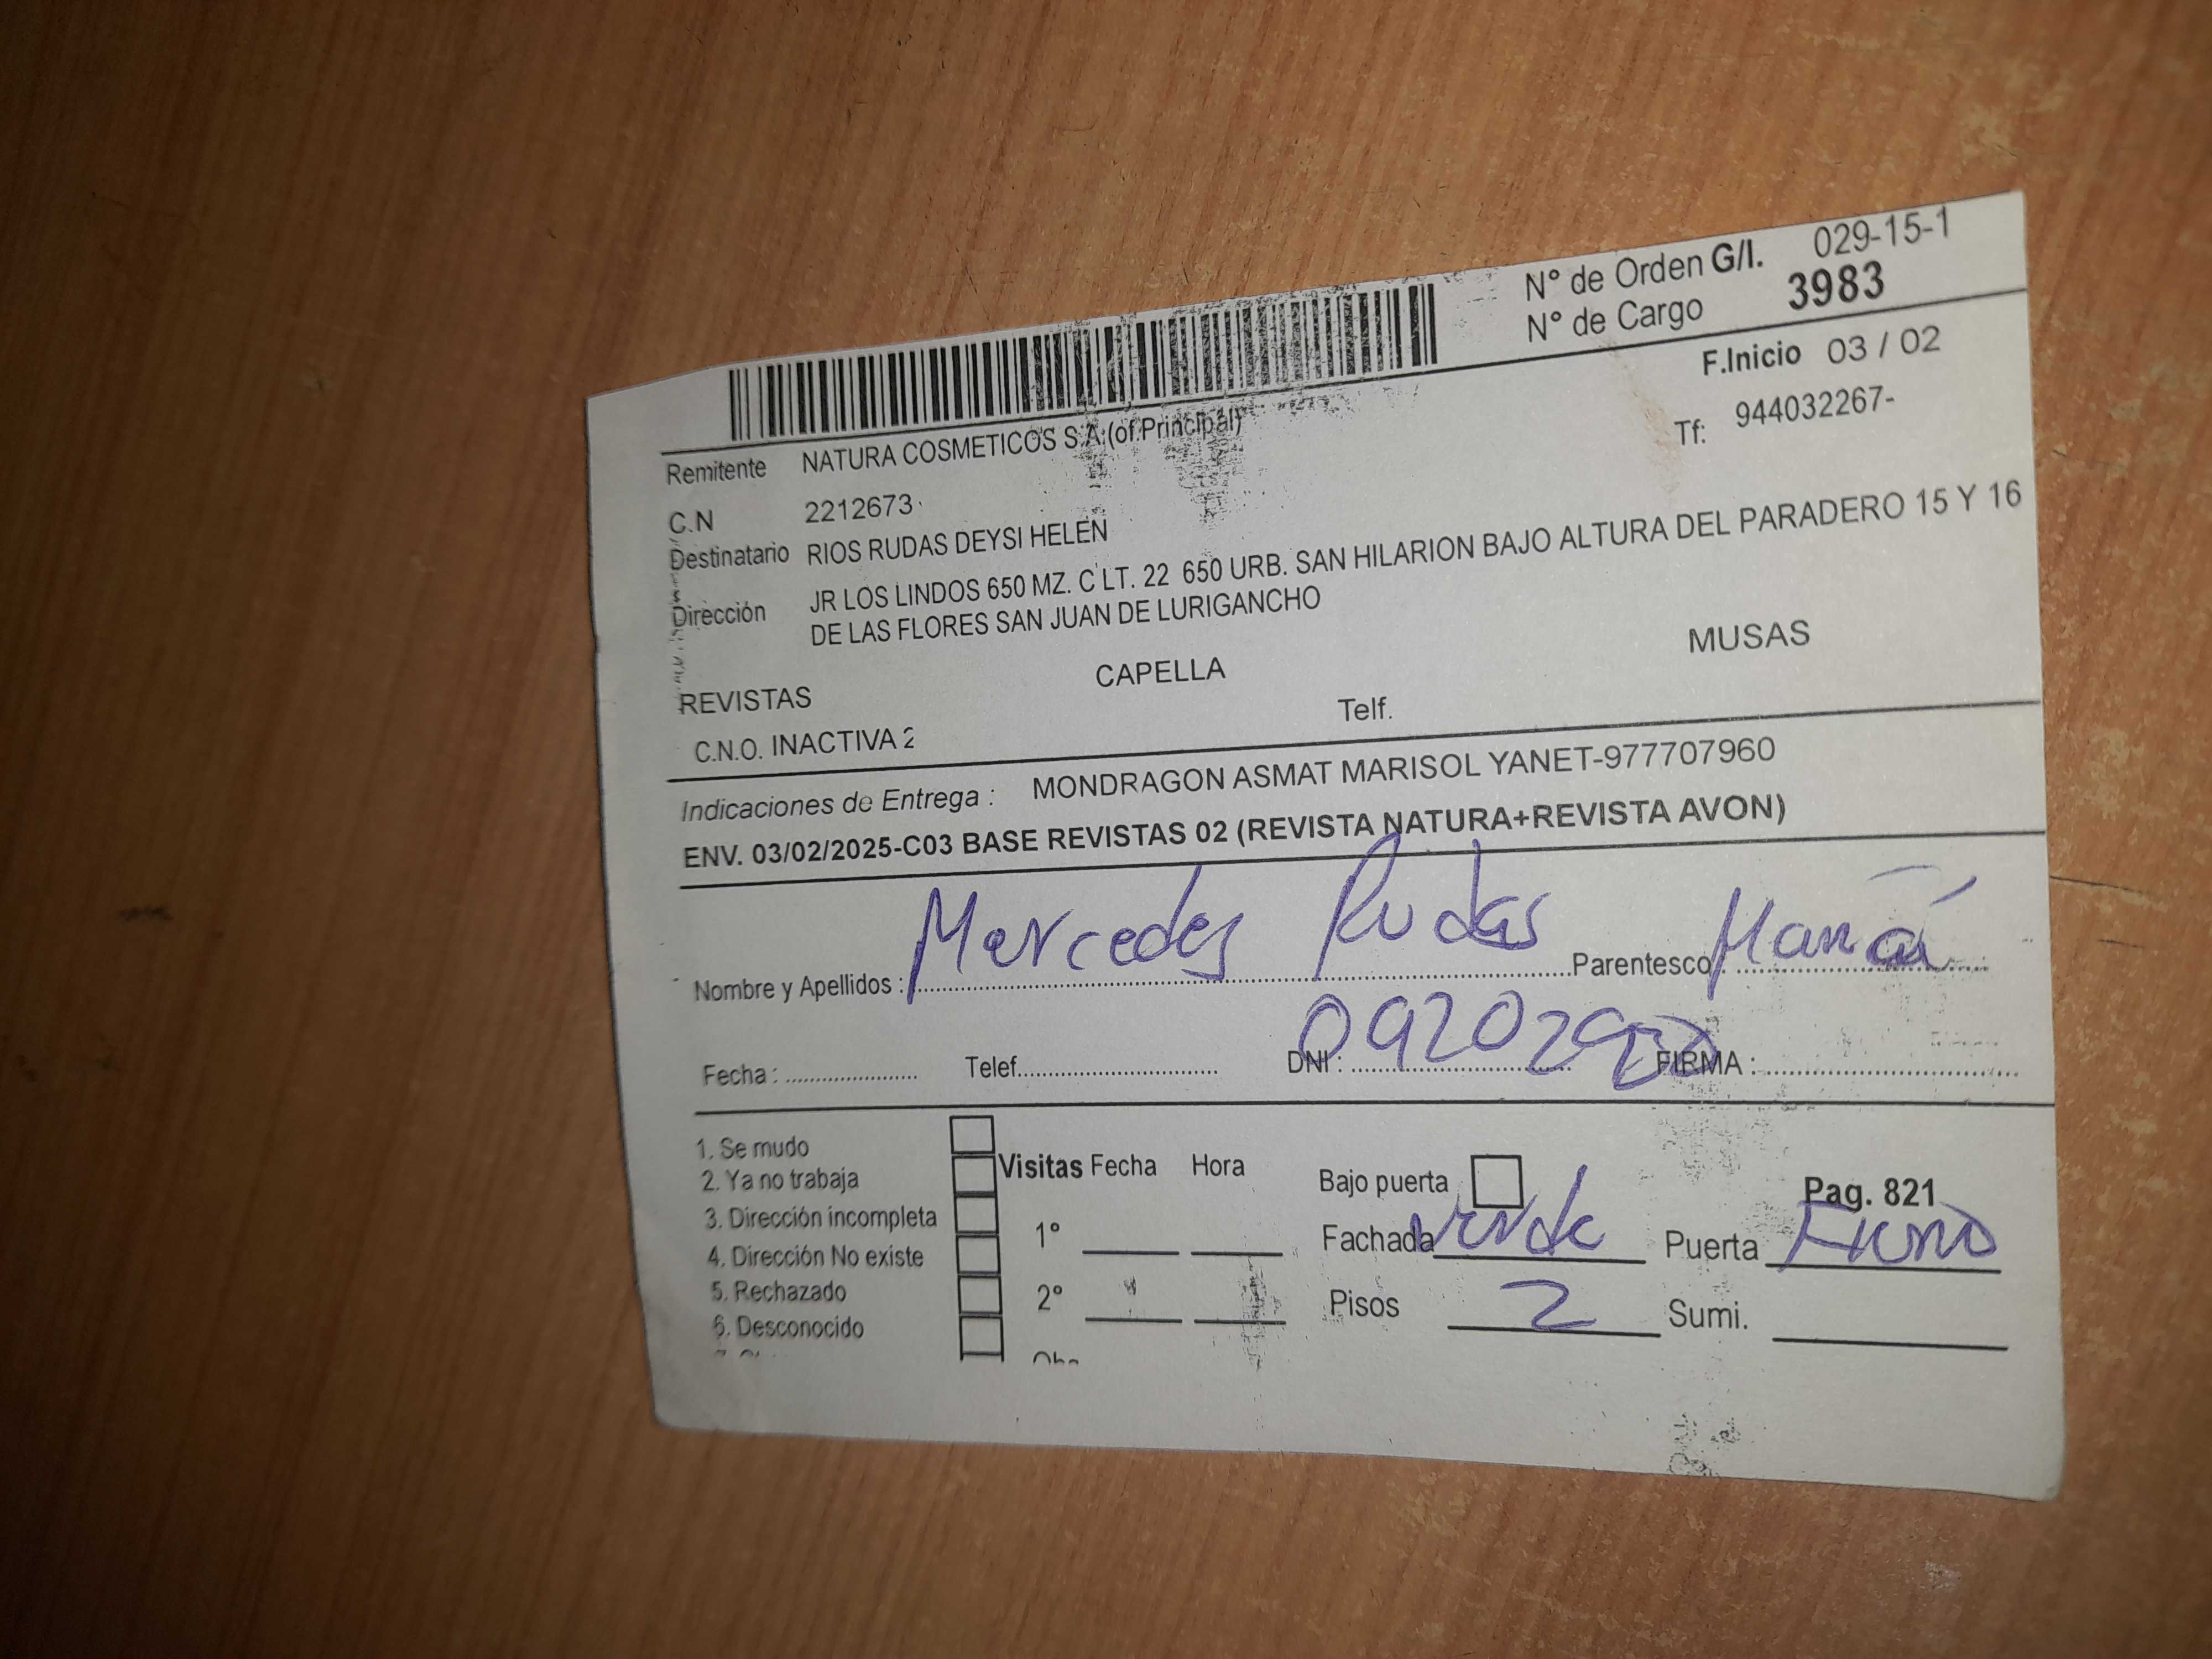 N° de Orden G/I. 029-15-1
N° de Cargo 3983
F.Inicio 03 / 02
Remitente NATURA COSMETICOS S.A.(of.Principal)
Tf: 944032267-
C.N 2212673
Destinatario RIOS RUDAS DEYSI HELEN
Dirección JR LOS LINDOS 650 MZ. C LT. 22 650 URB. SAN HILARION BAJO ALTURA DEL PARADERO 15 Y 16
DE LAS FLORES SAN JUAN DE LURIGANCHO
REVISTAS CAPELLA MUSAS
C.N.O. INACTIVA 2 Telf.
Indicaciones de Entrega : MONDRAGON ASMAT MARISOL YANET-977707960
ENV. 03/02/2025-C03 BASE REVISTAS 02 (REVISTA NATURA+REVISTA AVON)
Nombre y Apellidos : Mercedes Rudas Parentesco Mamá
Fecha : Telef. DNI : FIRMA :
1. Se mudo
2. Ya no trabaja
3. Dirección incompleta
4. Dirección No existe
5. Rechazado
6. Desconocido
Visitas Fecha Hora
1°
2°
Bajo puerta Pag. 821
Fachada verde Puerta Fierro
Pisos 2 Sumi.